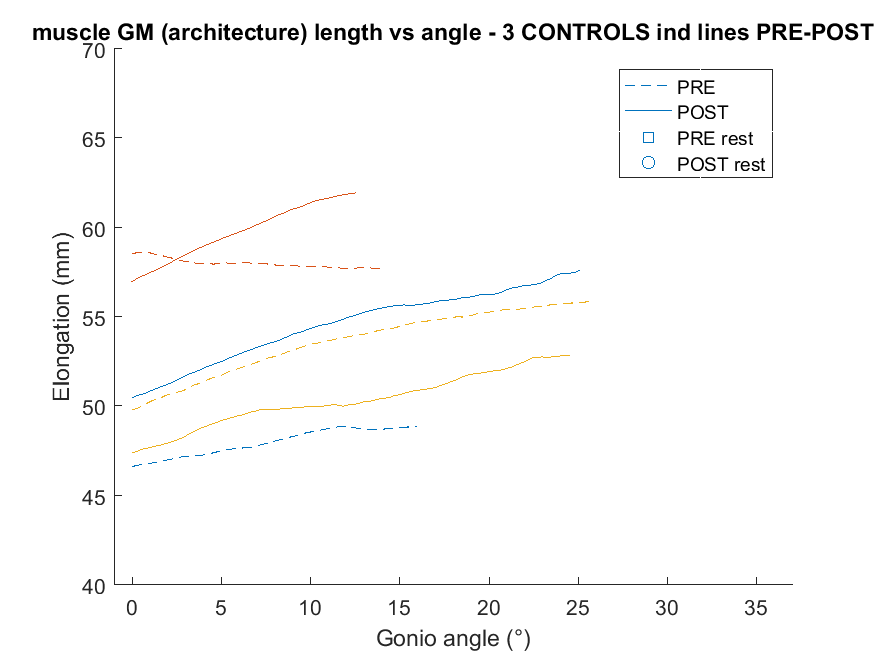 muscle GM (architecture) length vs angle - 3 CONTROLS ind lines PRE-POST
70
65
60
55
50
45
40
Elongation (mm)
PRE
POST
PRE rest
POST rest
0 5 10 15 20 25 30 35
Gonio angle (°)